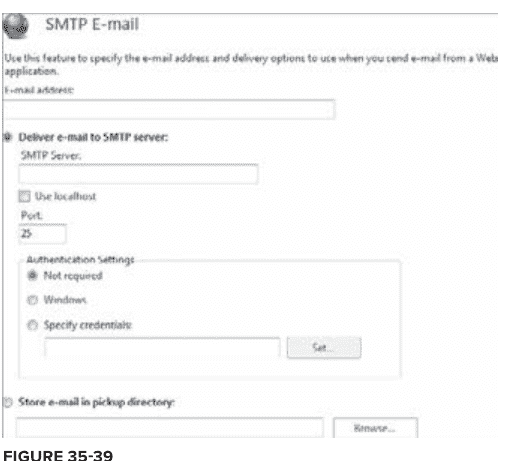 SMTP E-mail
Use this feature to specify the e-mail address and delivery options to use when you send e-mail from a Web
application.
E-mail address:
Deliver e-mail to SMTP server:
SMTP Server:
Use localhost
Port:
25
Authentication Settings
Not required
Windows
Specify credentials:
Set...
Store e-mail in pickup directory:
Browse...
FIGURE 35-39